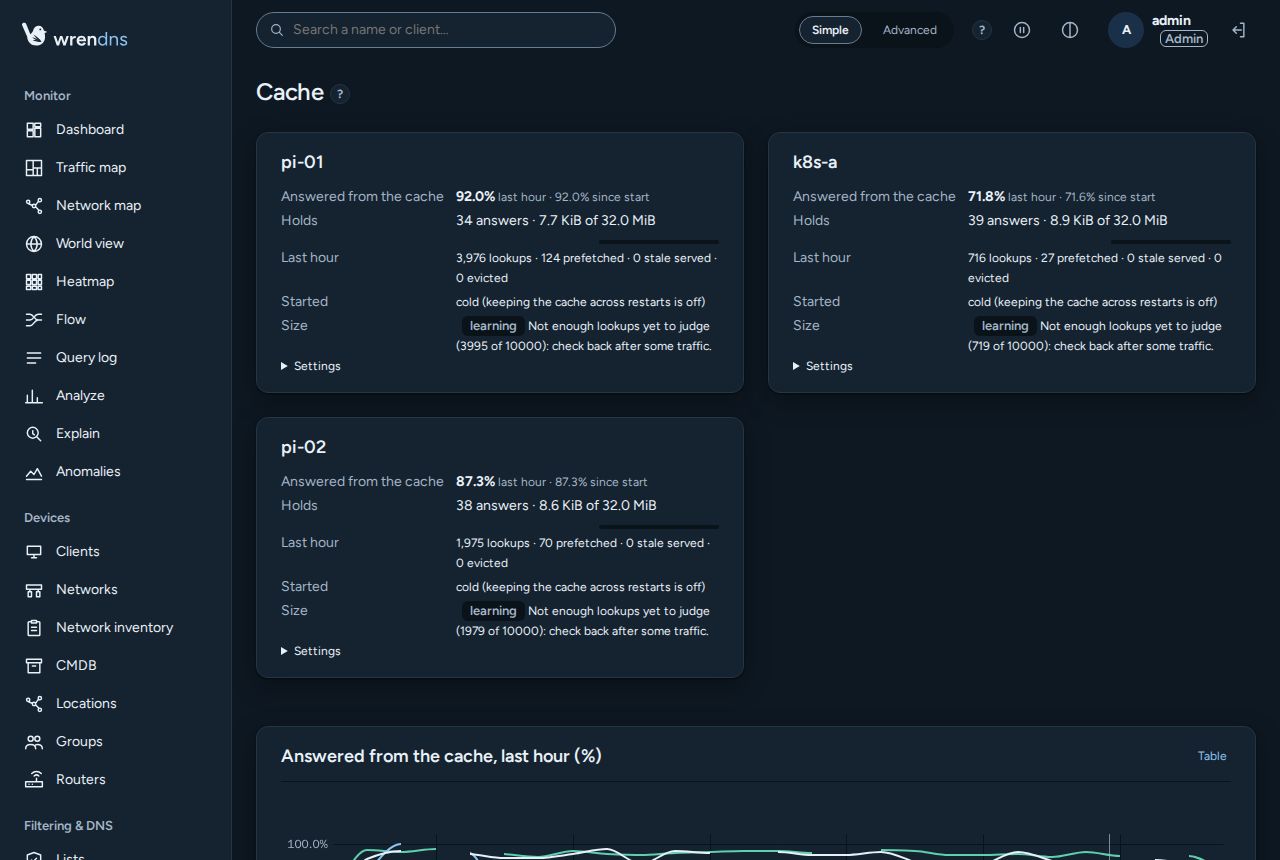 wrendns
Search a name or client...
Simple
Advanced
?
A
admin
Admin
Monitor
Dashboard
Traffic map
Network map
World view
Heatmap
Flow
Query log
Analyze
Explain
Anomalies
Devices
Clients
Networks
Network inventory
CMDB
Locations
Groups
Routers
Filtering & DNS
Lists
Cache ?
pi-01
Answered from the cache 92.0% last hour · 92.0% since start
Holds 34 answers · 7.7 KiB of 32.0 MiB
Last hour 3,976 lookups · 124 prefetched · 0 stale served ·
0 evicted
Started cold (keeping the cache across restarts is off)
Size learning Not enough lookups yet to judge
(3995 of 10000): check back after some traffic.
Settings
k8s-a
Answered from the cache 71.8% last hour · 71.6% since start
Holds 39 answers · 8.9 KiB of 32.0 MiB
Last hour 716 lookups · 27 prefetched · 0 stale served · 0
evicted
Started cold (keeping the cache across restarts is off)
Size learning Not enough lookups yet to judge
(719 of 10000): check back after some traffic.
Settings
pi-02
Answered from the cache 87.3% last hour · 87.3% since start
Holds 38 answers · 8.6 KiB of 32.0 MiB
Last hour 1,975 lookups · 70 prefetched · 0 stale served ·
0 evicted
Started cold (keeping the cache across restarts is off)
Size learning Not enough lookups yet to judge
(1979 of 10000): check back after some traffic.
Settings
Answered from the cache, last hour (%)
Table
100.0%